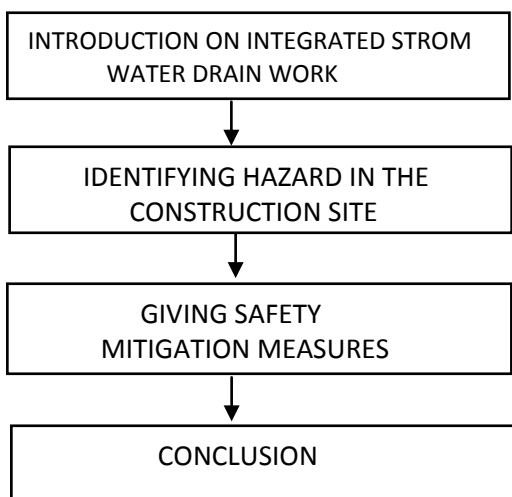 INTRODUCTION ON INTEGRATED STROM
WATER DRAIN WORK
IDENTIFYING HAZARD IN THE
CONSTRUCTION SITE
GIVING SAFETY
MITIGATION MEASURES
CONCLUSION